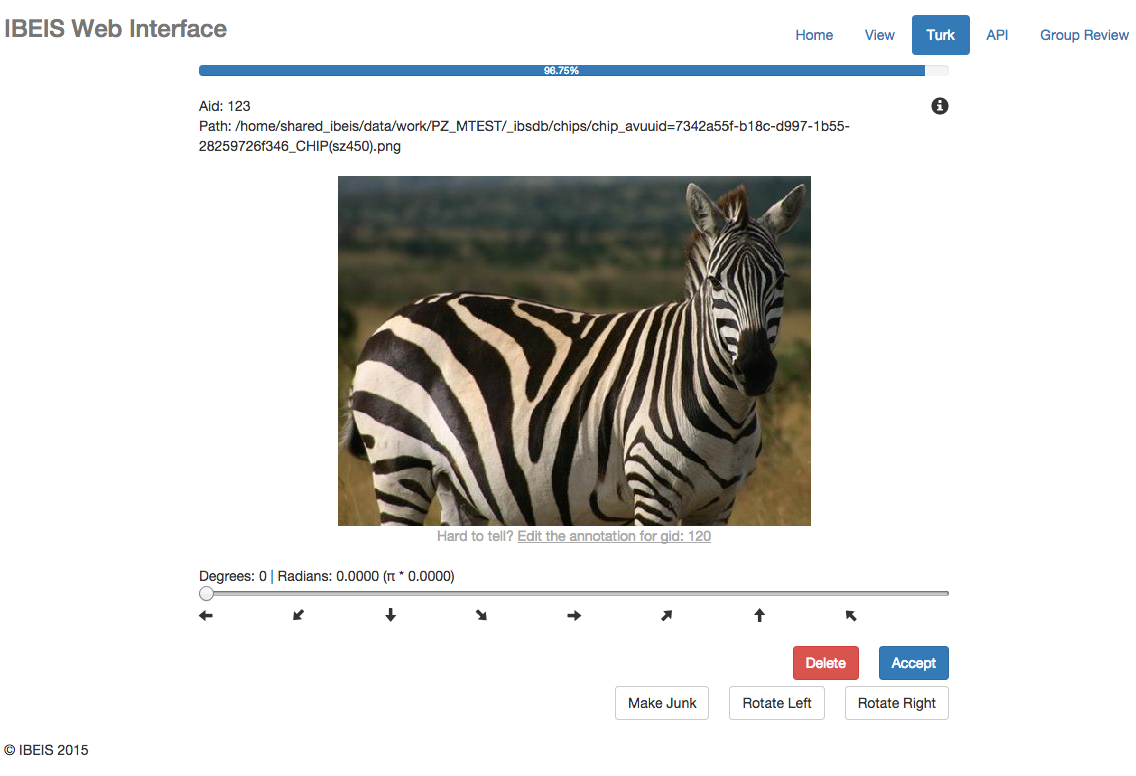 IBEIS Web Interface
Home View Turk API Group Review
96.75%
Aid: 123
Path: /home/shared_ibeis/data/work/PZ_MTEST/_ibsdb/chips/chip_avuuid=7342a55f-b18c-d997-1b55-
28259726f346_CHIP(sz450).png
Hard to tell? Edit the annotation for gid: 120
Degrees: 0 | Radians: 0.0000 (π * 0.0000)
Delete Accept
Make Junk Rotate Left Rotate Right
© IBEIS 2015